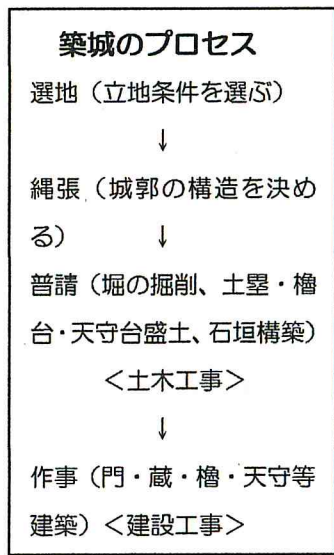 築城のプロセス
選地（立地条件を選ぶ）
↓
縄張（城郭の構造を決め
る） ↓
普請（堀の掘削、土塁・櫓
台・天守台盛土、石垣構築）
＜土木工事＞
↓
作事（門・蔵・櫓・天守等
建築）＜建設工事＞